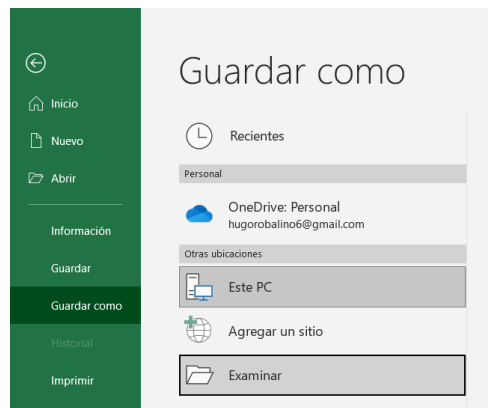 Guardar como
Inicio
Nuevo
Abrir
Información
Guardar
Guardar como
Historial
Imprimir
Recientes
Personal
OneDrive: Personal
hugorobalino6@gmail.com
Otras ubicaciones
Este PC
Agregar un sitio
Examinar